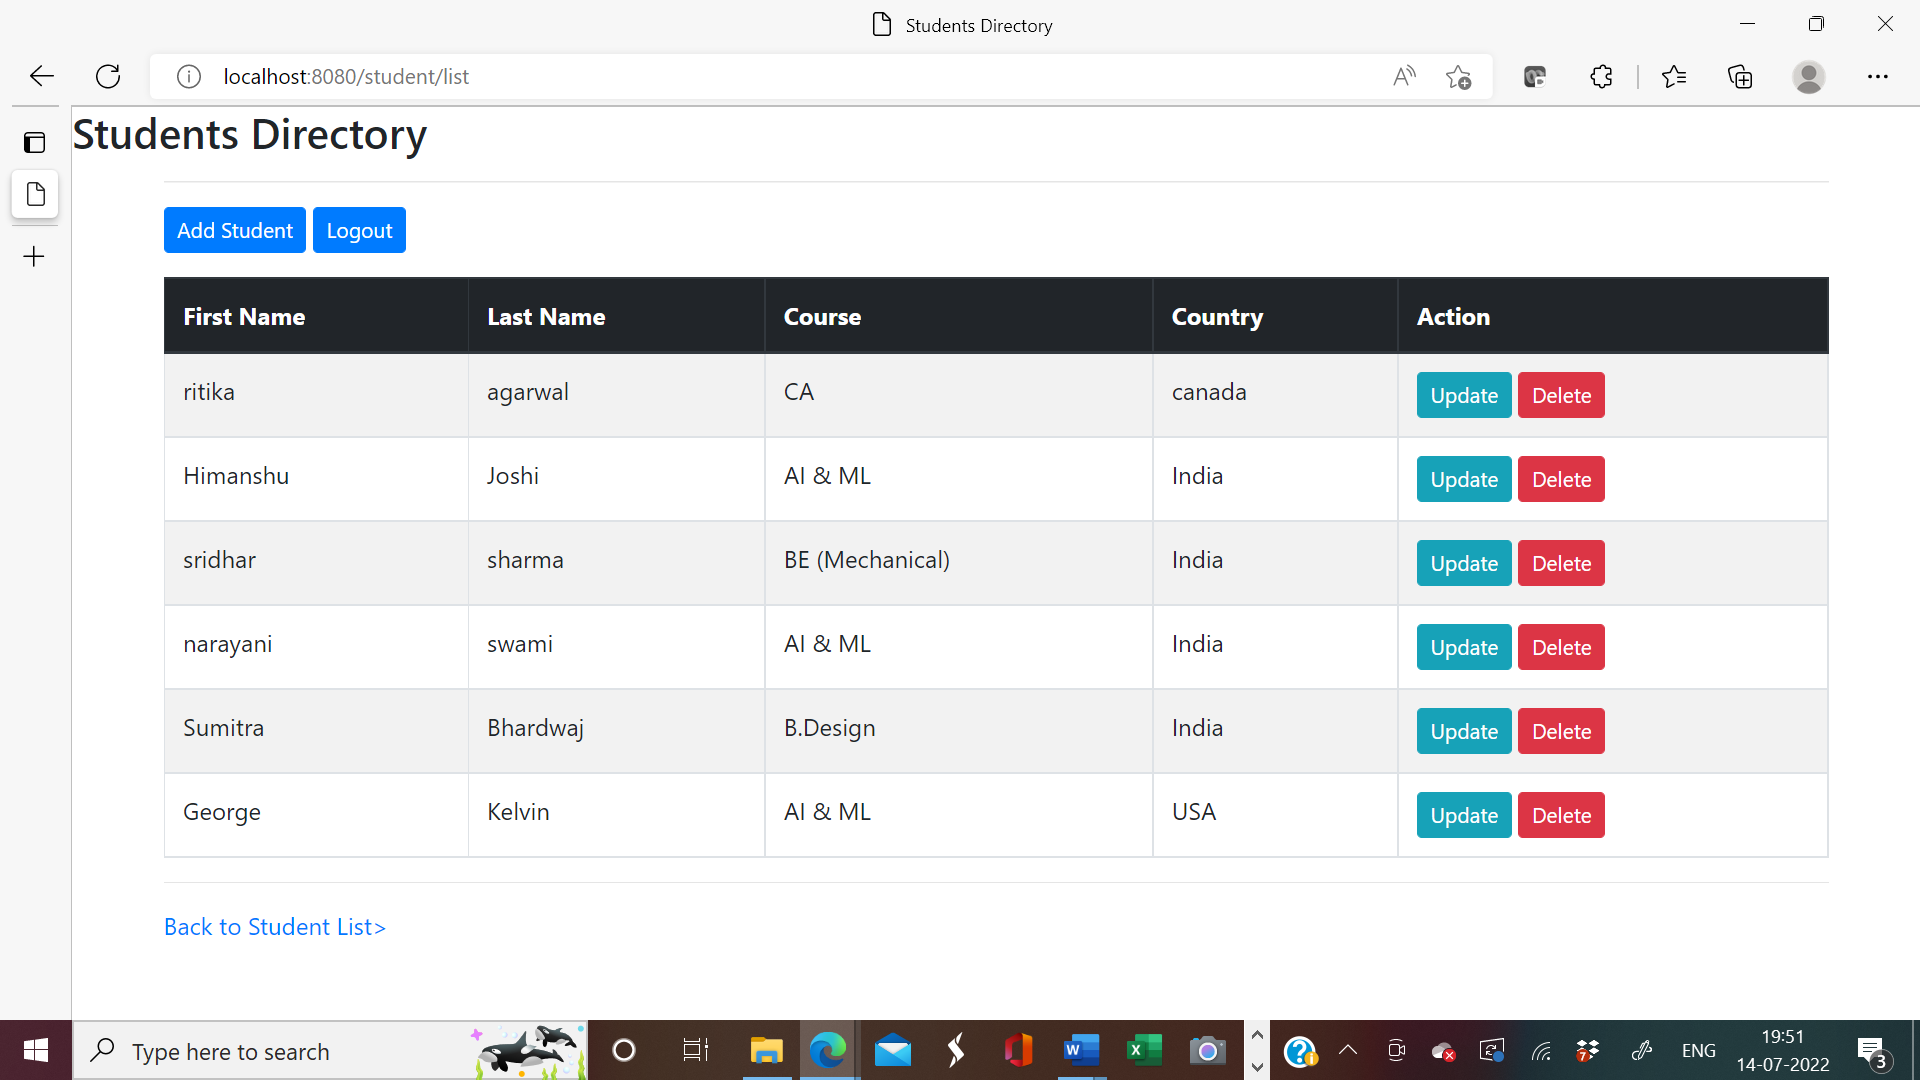 Students Directory
localhost:8080/student/list
Students Directory
Add Student Logout
First Name Last Name Course Country Action
ritika agarwal CA canada Update Delete
Himanshu Joshi AI & ML India Update Delete
sridhar sharma BE (Mechanical) India Update Delete
narayani swami AI & ML India Update Delete
Sumitra Bhardwaj B.Design India Update Delete
George Kelvin AI & ML USA Update Delete
Back to Student List>
Type here to search
ENG
19:51
14-07-2022
3